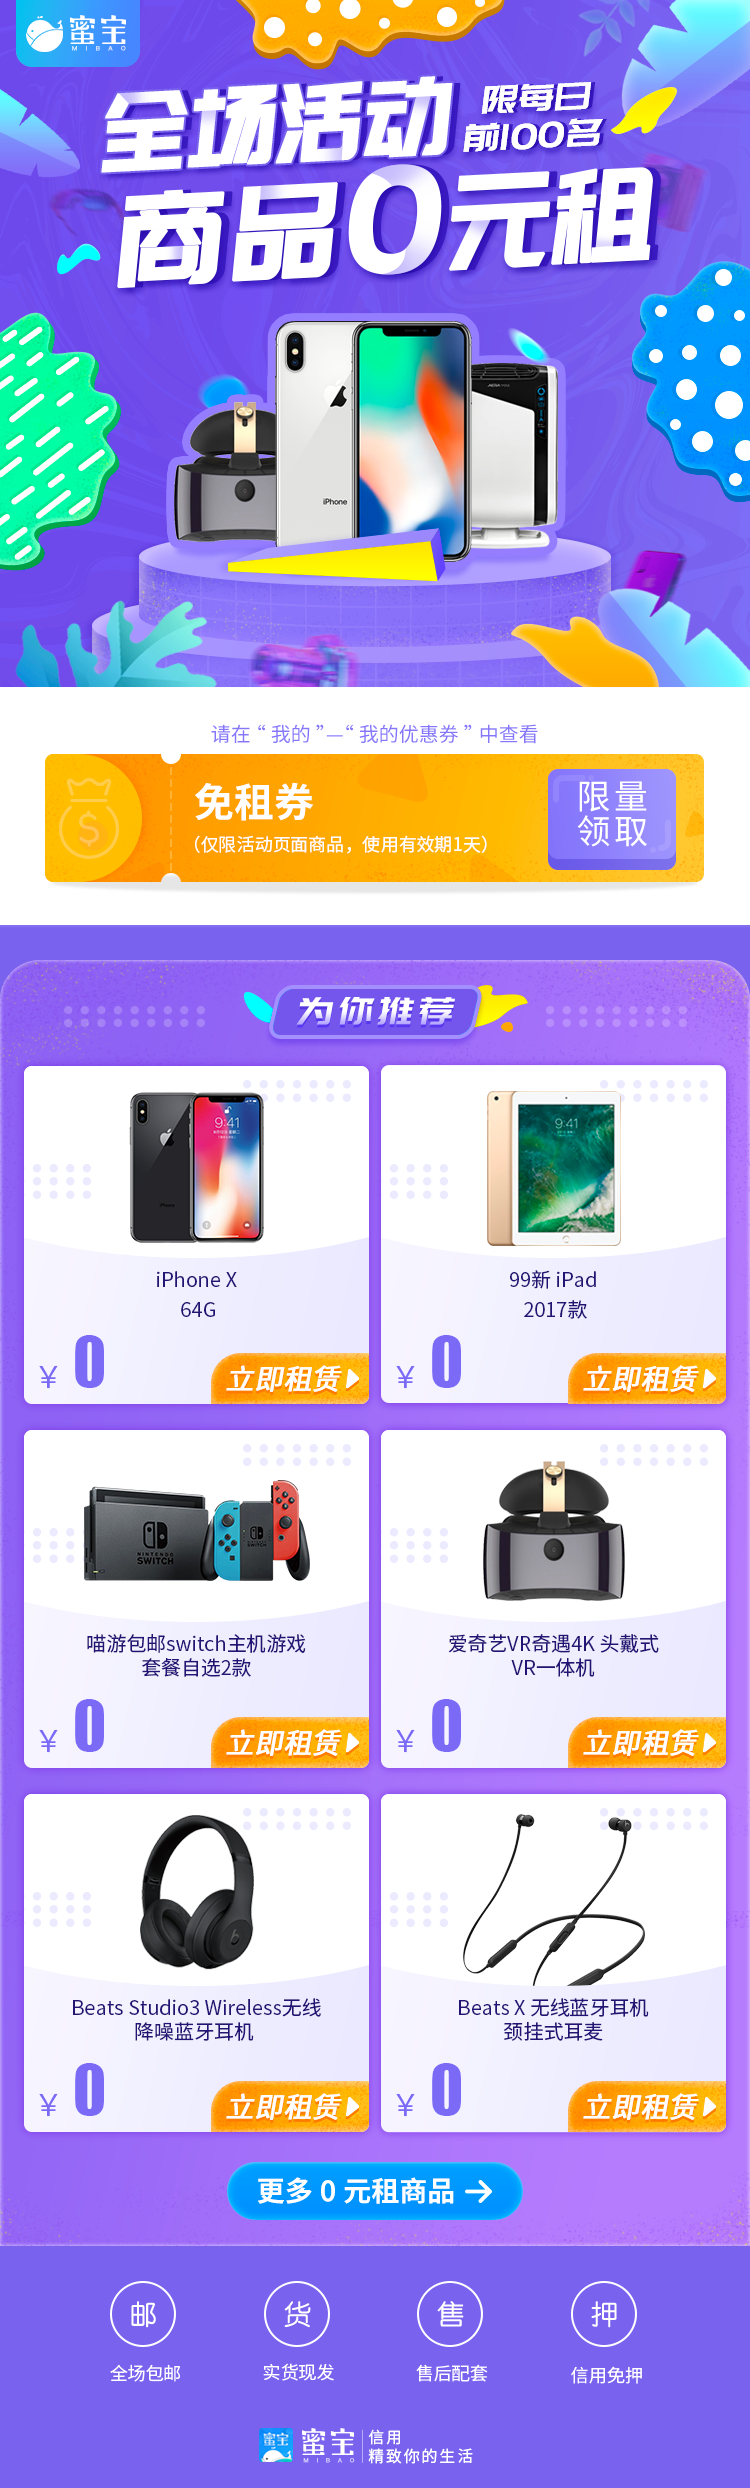 蜜宝
MIBAO
全场活动
限每日
前100名
商品0元租
iPhone
请在“我的”—“我的优惠券”中查看
免租券
（仅限活动页面商品，使用有效期1天）
限量
领取
$
为你推荐
9:41
9:41
iPhone X
64G
99新 iPad
2017款
¥ 0
立即租赁
¥ 0
立即租赁
NINTENDO
SWITCH
喵游包邮switch主机游戏
套餐自选2款
爱奇艺VR奇遇4K 头戴式
VR一体机
¥ 0
立即租赁
¥ 0
立即租赁
Beats Studio3 Wireless无线
降噪蓝牙耳机
Beats X 无线蓝牙耳机
颈挂式耳麦
¥ 0
立即租赁
¥ 0
立即租赁
更多 0 元租商品
邮
货
售
押
全场包邮
实货现发
售后配套
信用免押
蜜宝
蜜宝
MIBAO
信用
精致你的生活